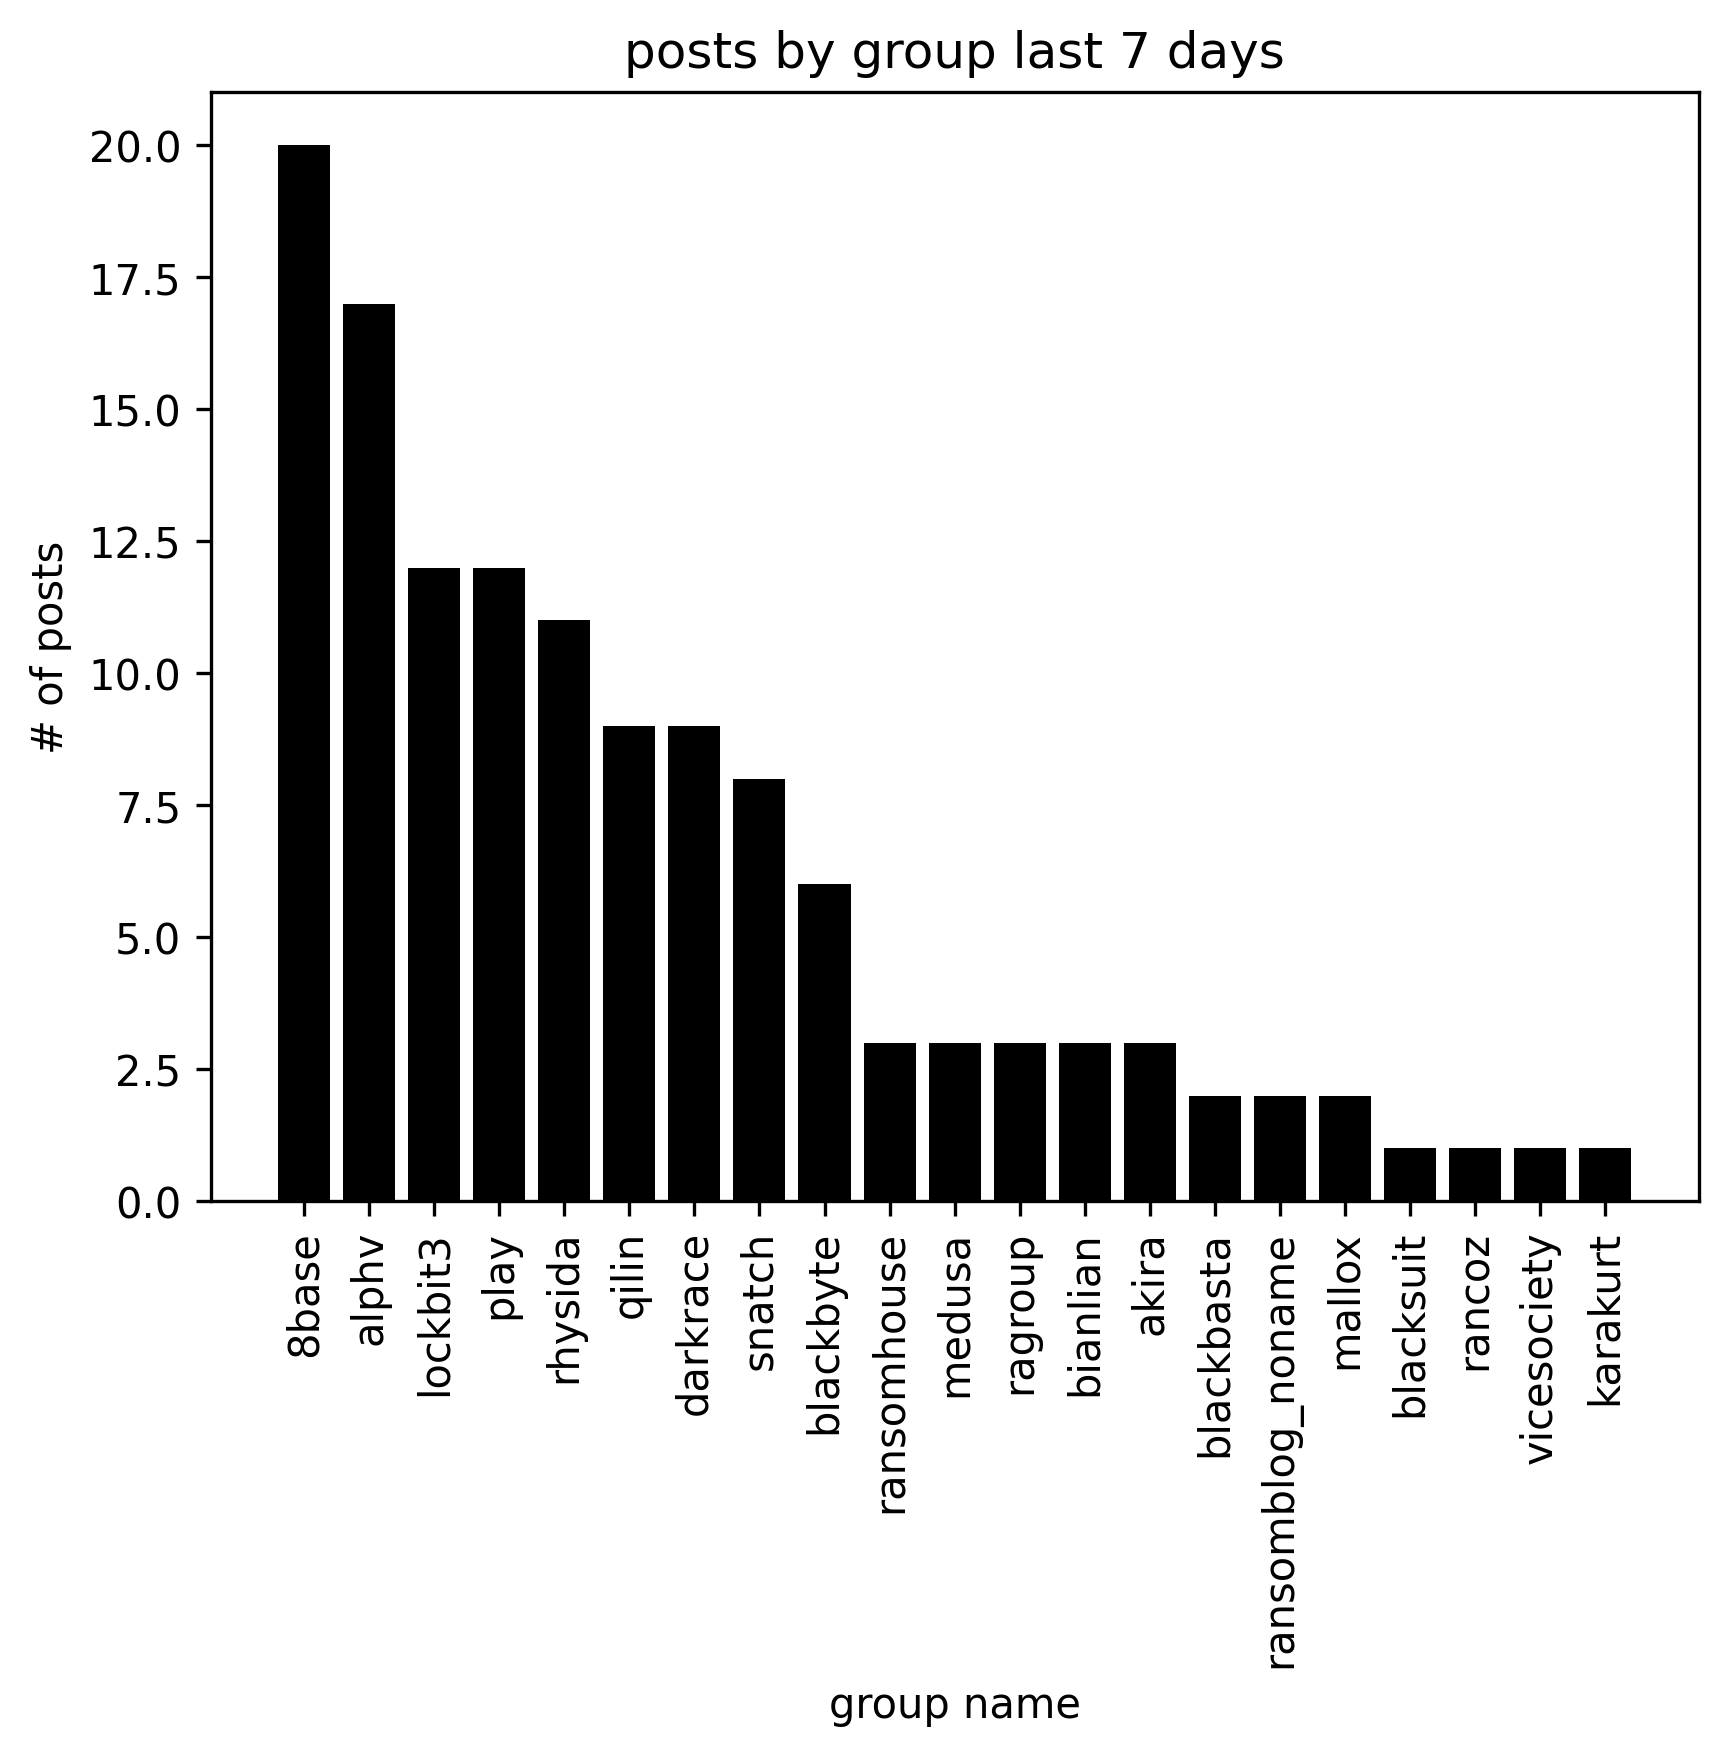 posts by group last 7 days
# of posts
20.0
17.5
15.0
12.5
10.0
7.5
5.0
2.5
0.0
8base
alphv
lockbit3
play
rhysida
qilin
darkrace
snatch
blackbyte
ransomhouse
medusa
ragroup
bianlian
akira
blackbasta
ransomblog_noname
mallox
blacksuit
rancoz
vicesociety
karakurt
group name